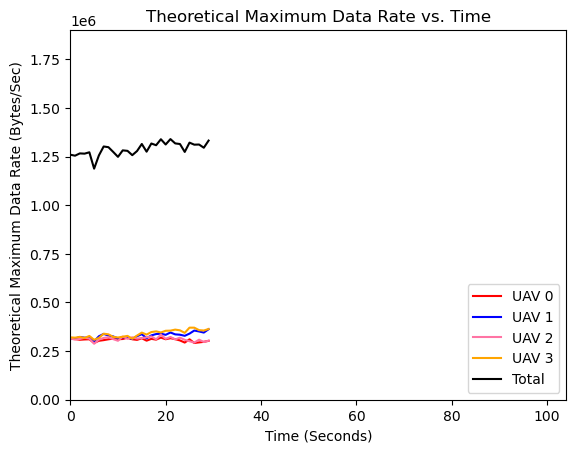 Theoretical Maximum Data Rate vs. Time
1e6
Theoretical Maximum Data Rate (Bytes/Sec)
1.75
1.50
1.25
1.00
0.75
0.50
0.25
0.00
0 20 40 60 80 100
Time (Seconds)
UAV 0
UAV 1
UAV 2
UAV 3
Total